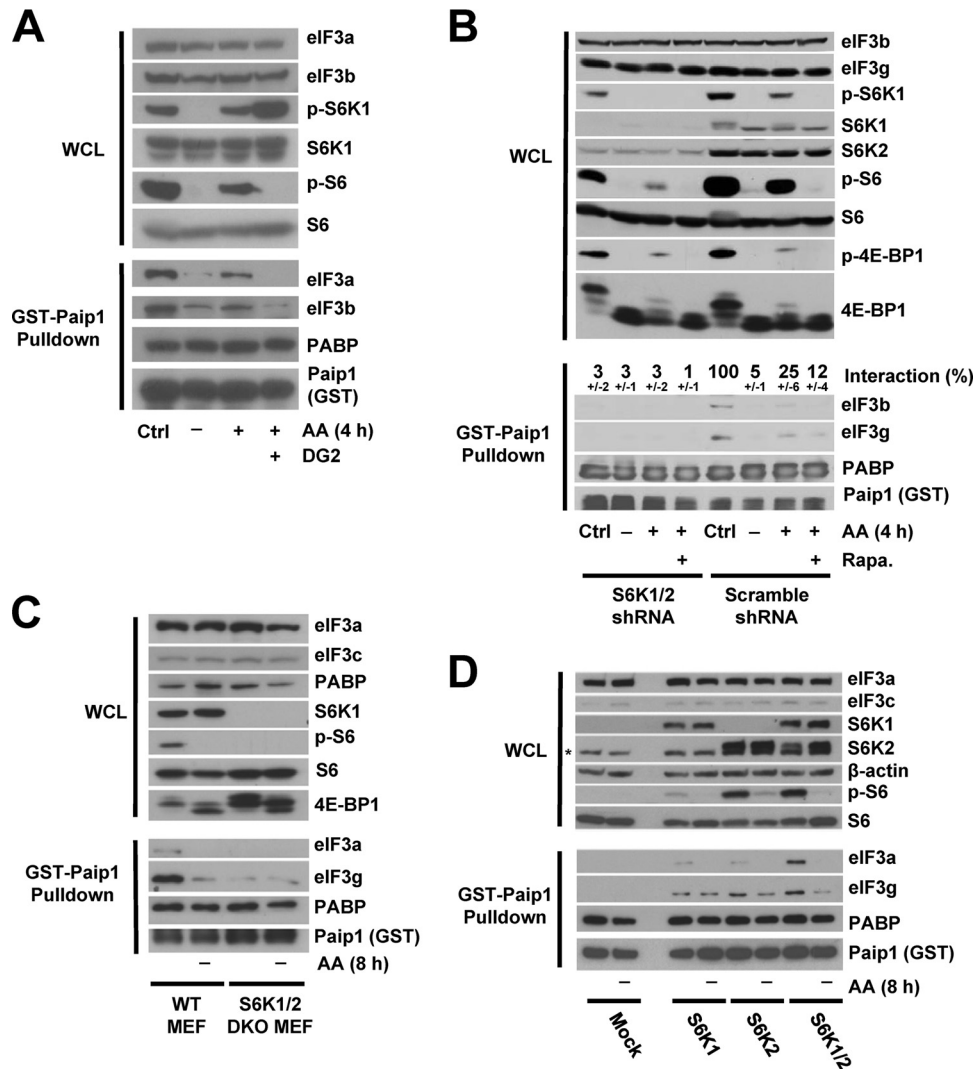 A
WCL
eIF3a
eIF3b
p-S6K1
S6K1
p-S6
S6
GST-Paip1
Pulldown
eIF3a
eIF3b
PABP
Paip1
(GST)
Ctrl – + + AA (4 h)
+ DG2
B
WCL
eIF3b
eIF3g
p-S6K1
S6K1
S6K2
p-S6
S6
p-4E-BP1
4E-BP1
3 3 3 1 100 5 25 12 Interaction (%)
+/-2 +/-1 +/-2 +/-1 +/-1 +/-6 +/-4
GST-Paip1
Pulldown
eIF3b
eIF3g
PABP
Paip1 (GST)
Ctrl – + + Ctrl – + + AA (4 h)
+ + Rapa.
S6K1/2
shRNA
Scramble
shRNA
C
WCL
eIF3a
eIF3c
PABP
S6K1
p-S6
S6
4E-BP1
GST-Paip1
Pulldown
eIF3a
eIF3g
PABP
Paip1 (GST)
– – AA (8 h)
WT
MEF
S6K1/2
DKO MEF
D
WCL
eIF3a
eIF3c
S6K1
* S6K2
β-actin
p-S6
S6
GST-Paip1
Pulldown
eIF3a
eIF3g
PABP
Paip1 (GST)
– – – – AA (8 h)
Mock
S6K1
S6K2
S6K1/2